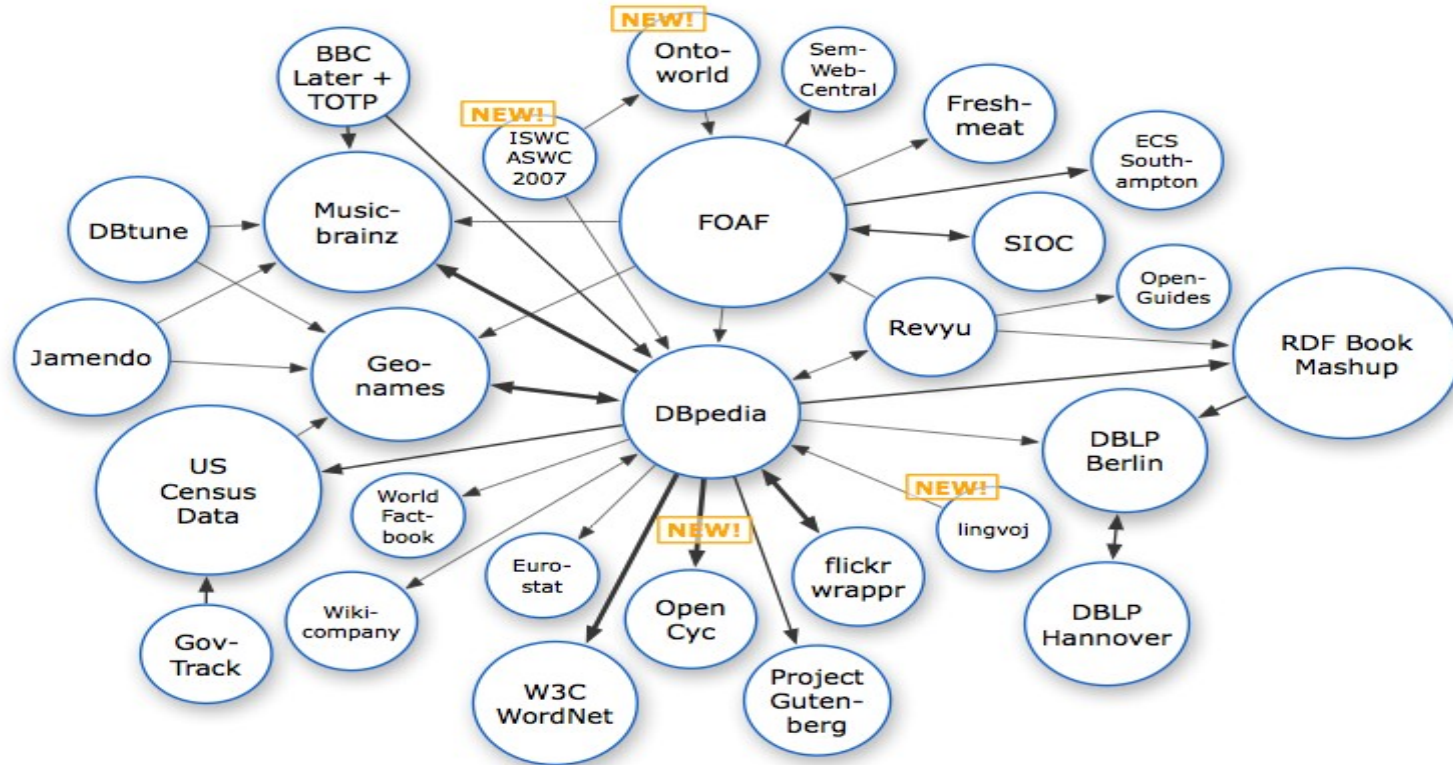 NEW!
BBC
Later +
TOTP
Onto-
world
Sem-
Web-
Central
NEW!
ISWC
ASWC
2007
Fresh-
meat
ECS
South-
ampton
DBtune
Music-
brainz
FOAF
SIOC
Open-
Guides
Jamendo
Geo-
names
Revyu
RDF Book
Mashup
DBpedia
US
Census
Data
DBLP
Berlin
World
Fact-
book
NEW!
lingvoj
NEW!
Euro-
stat
flickr
wrappr
Wiki-
company
Open
Cyc
DBLP
Hannover
Gov-
Track
W3C
WordNet
Project
Guten-
berg